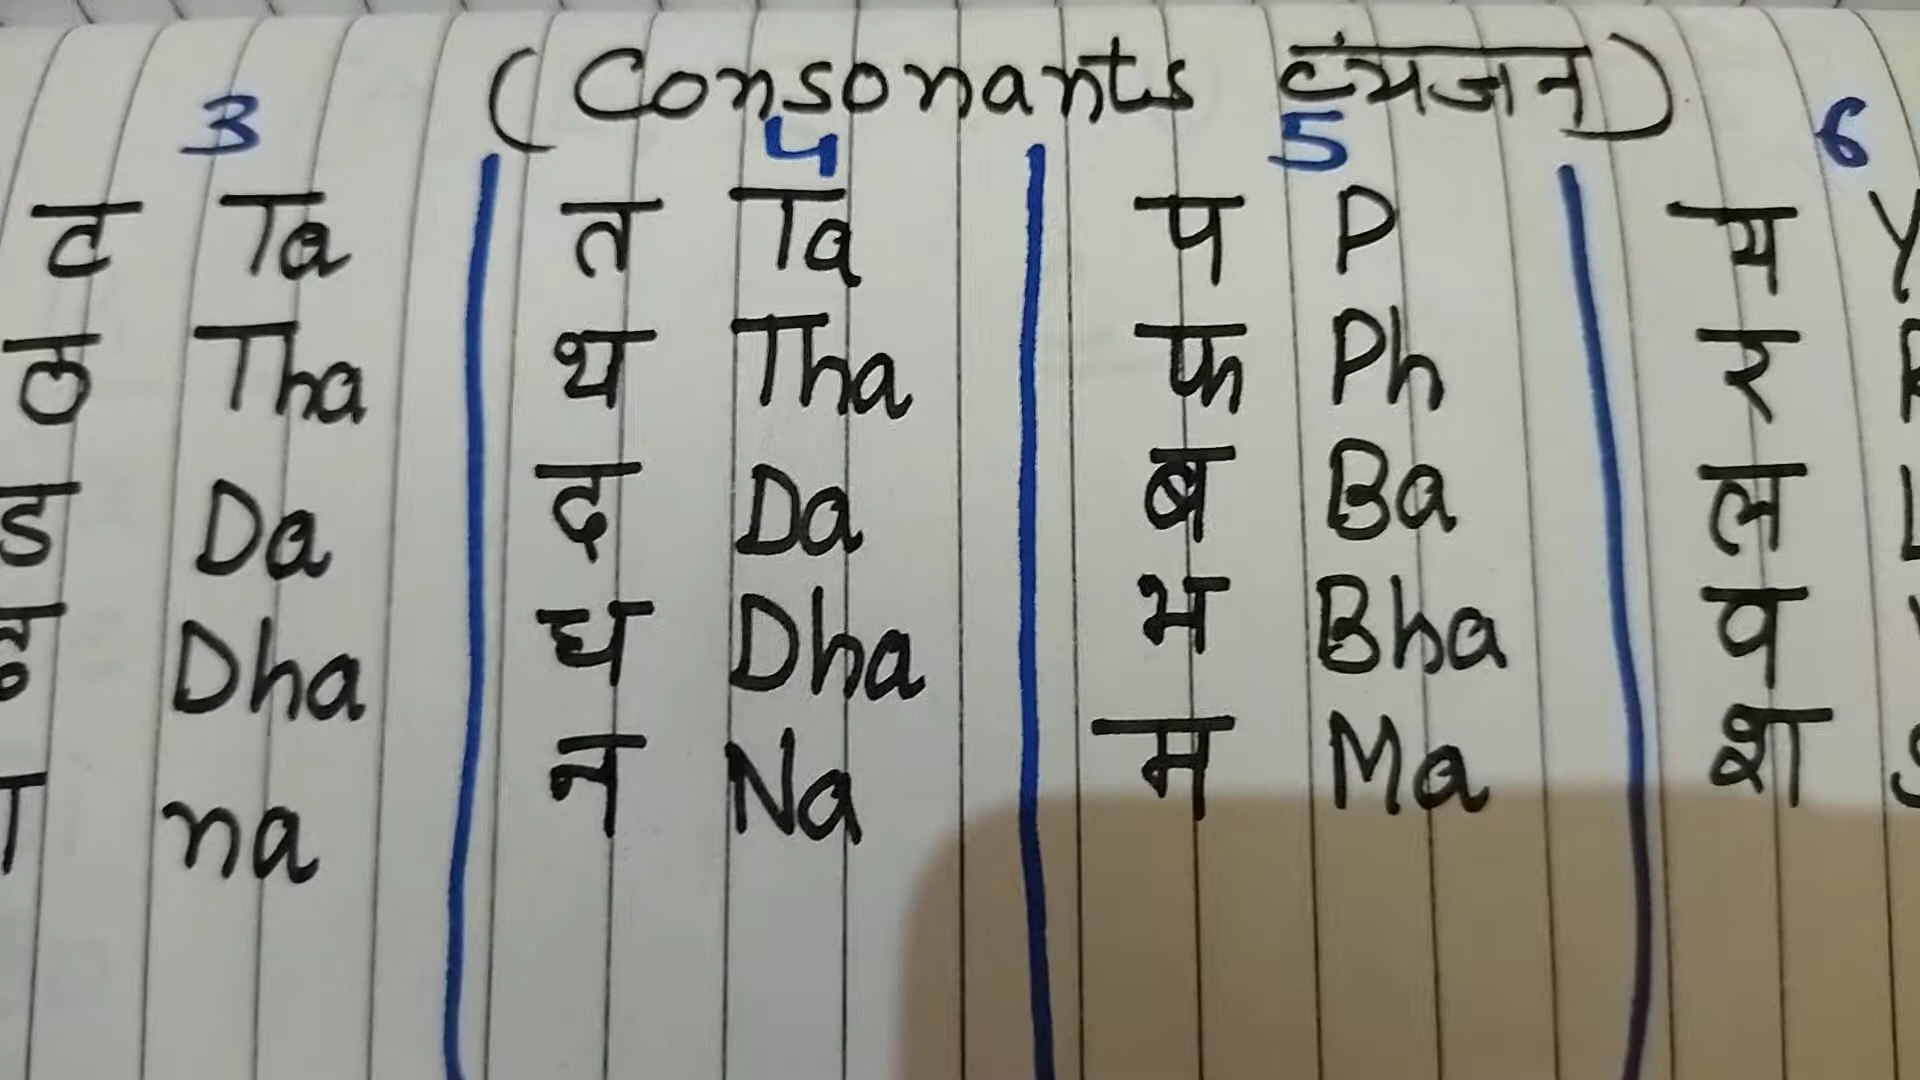 (Consonants व्यंजन)
3 4 5 6
ट Ta त Ta प P य Y
ठ Tha थ Tha फ Ph र R
ड Da द Da ब Ba ल L
ढ Dha ध Dha भ Bha व V
na न Na म Ma श S